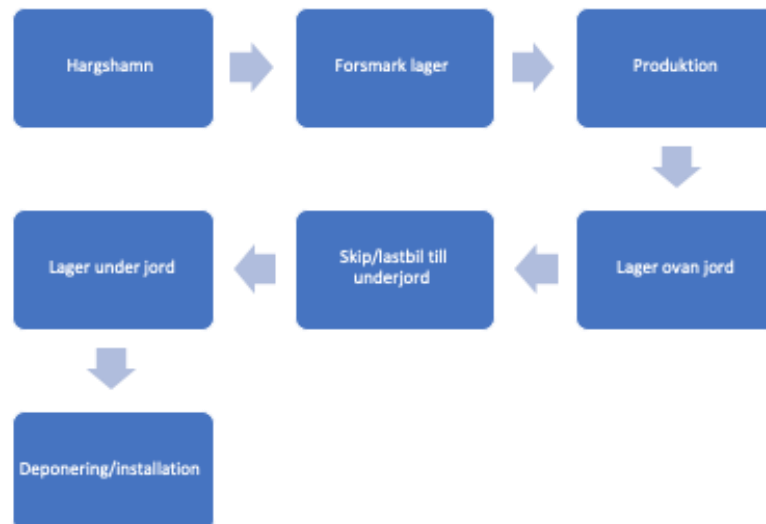 Hargshamn
Forsmark lager
Produktion
Lager under jord
Skip/lastbil till
underjord
Lager ovan jord
Deponering/installation